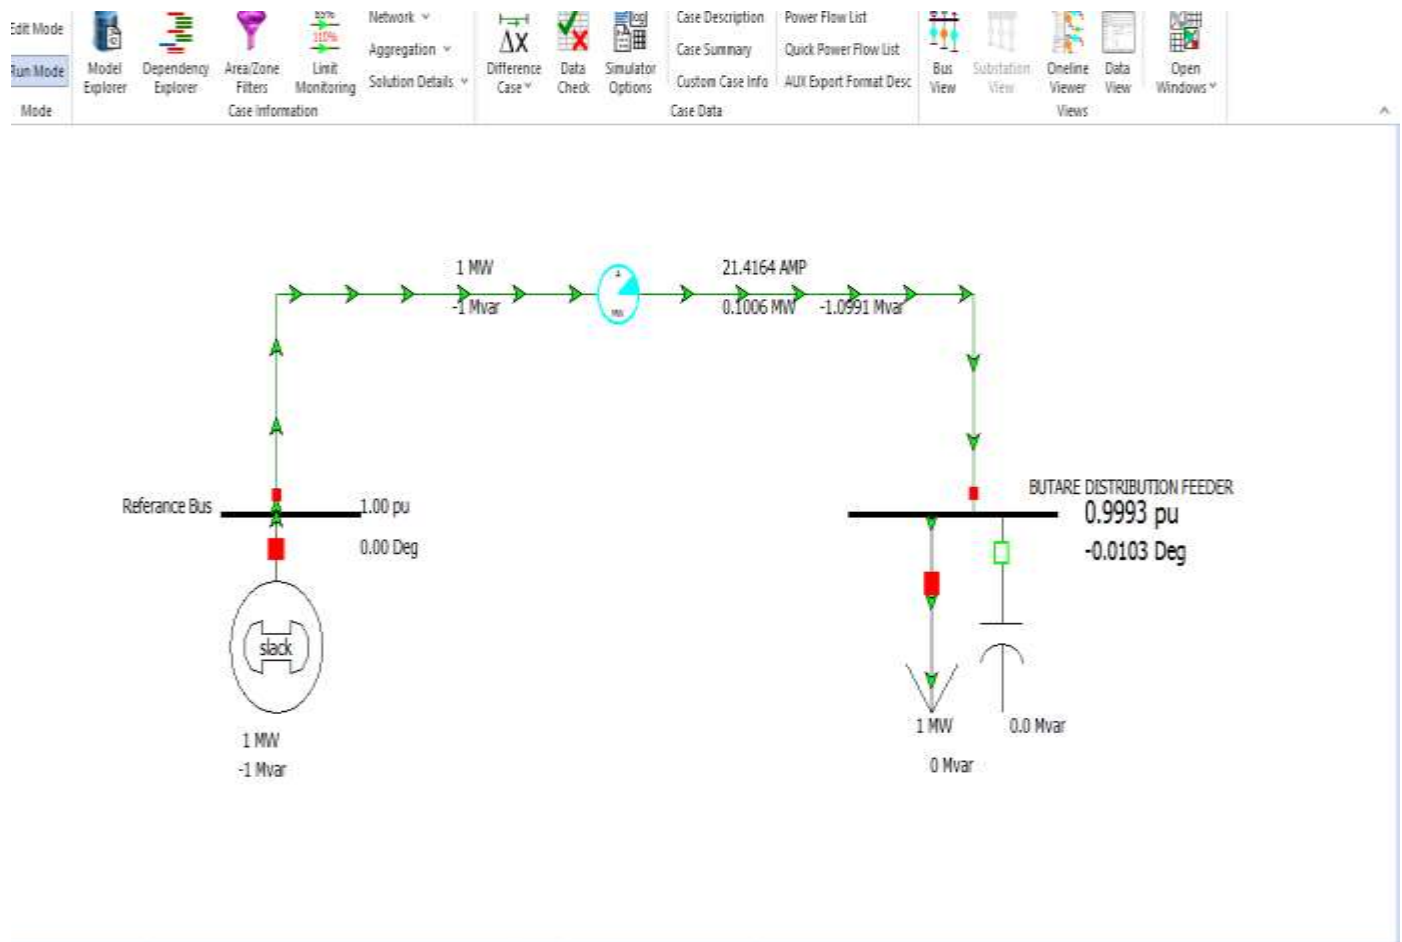 Edit Mode
Run Mode
Mode
Model Explorer
Dependency Explorer
Area/Zone Filters
Limit Monitoring
Network
Aggregation
Solution Details
Case Information
ΔX
Difference Case
Data Check
Simulator Options
Case Description
Case Summary
Custom Case Info
Power Flow List
Quick Power Flow List
AUX Export Format Desc
Case Data
Bus View
Substation View
Oneline Viewer
Data View
Open Windows
Views
1 MW
-1 Mvar
A
MVA
21.4164 AMP
0.1006 MW -1.0991 Mvar
Referance Bus
1.00 pu
0.00 Deg
BUTARE DISTRIBUTION FEEDER
0.9993 pu
-0.0103 Deg
slack
1 MW
-1 Mvar
1 MW
0 Mvar
0.0 Mvar